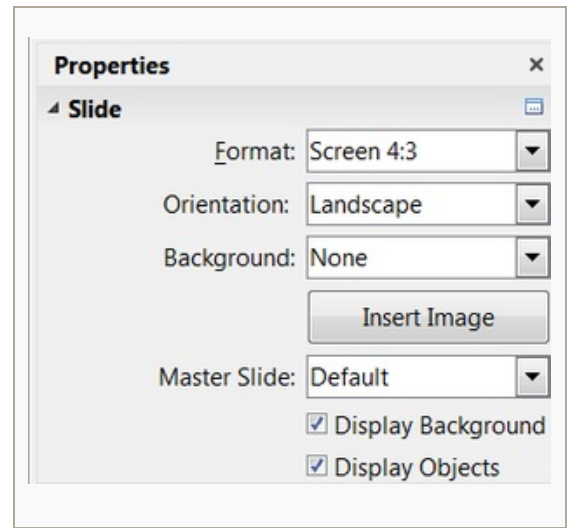 Properties
Slide
Format: Screen 4:3
Orientation: Landscape
Background: None
Insert Image
Master Slide: Default
Display Background
Display Objects